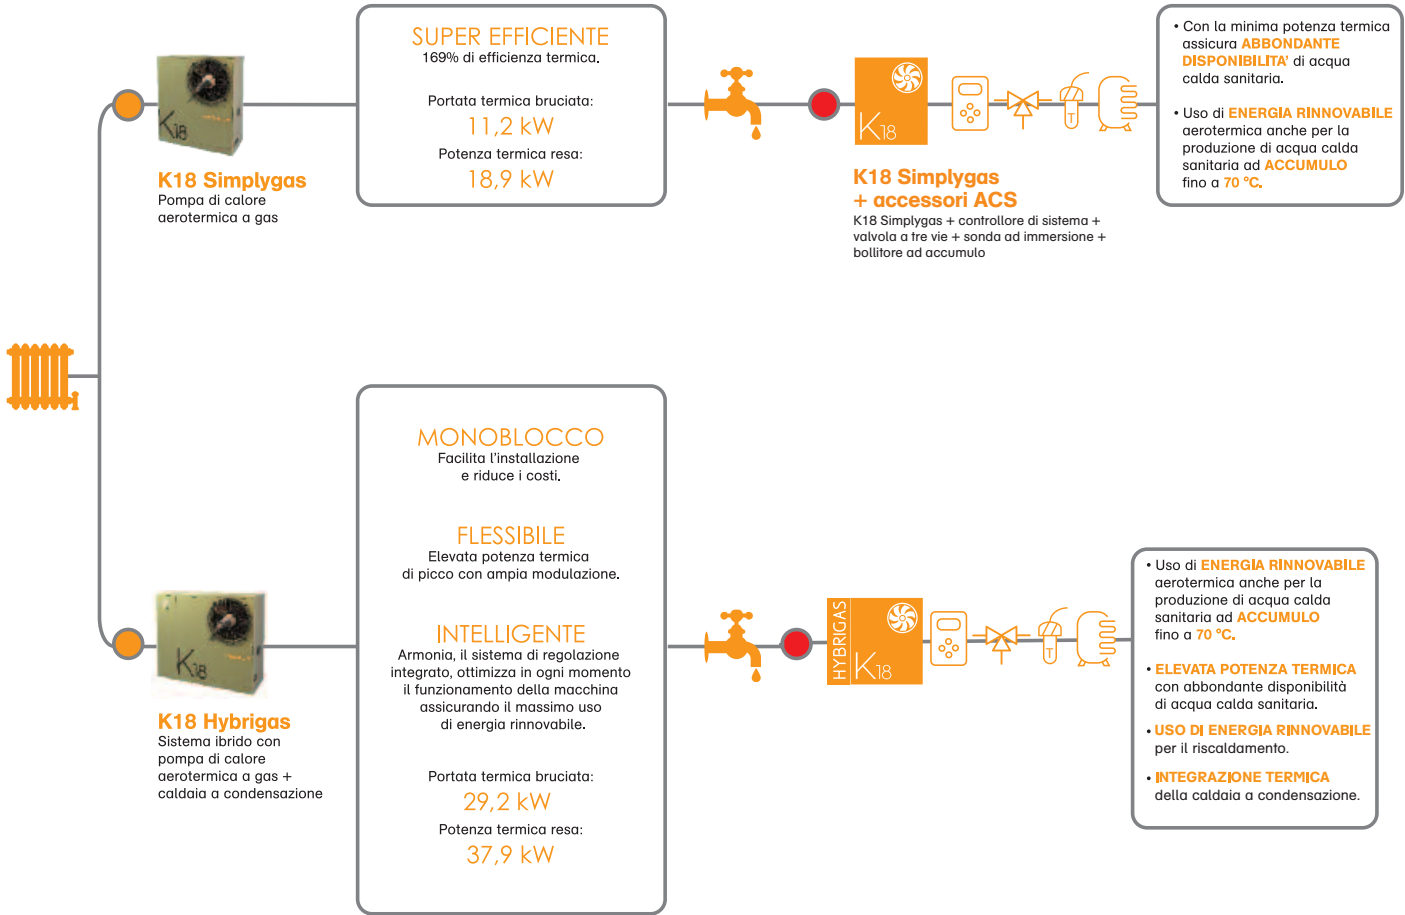 K18
K18 Simplygas
Pompa di calore
aerotermica a gas
SUPER EFFICIENTE
169% di efficienza termica.
Portata termica bruciata:
11,2 kW
Potenza termica resa:
18,9 kW
K18
T
K18 Simplygas
+ accessori ACS
K18 Simplygas + controllore di sistema +
valvola a tre vie + sonda ad immersione +
bollitore ad accumulo
• Con la minima potenza termica
assicura ABBONDANTE
DISPONIBILITA' di acqua
calda sanitaria.
• Uso di ENERGIA RINNOVABILE
aerotermica anche per la
produzione di acqua calda
sanitaria ad ACCUMULO
fino a 70 °C.
K18
K18 Hybrigas
Sistema ibrido con
pompa di calore
aerotermica a gas +
caldaia a condensazione
MONOBLOCCO
Facilita l'installazione
e riduce i costi.
FLESSIBILE
Elevata potenza termica
di picco con ampia modulazione.
INTELLIGENTE
Armonia, il sistema di regolazione
integrato, ottimizza in ogni momento
il funzionamento della macchina
assicurando il massimo uso
di energia rinnovabile.
Portata termica bruciata:
29,2 kW
Potenza termica resa:
37,9 kW
HYBRIGAS
K18
T
• Uso di ENERGIA RINNOVABILE
aerotermica anche per la
produzione di acqua calda
sanitaria ad ACCUMULO
fino a 70 °C.
• ELEVATA POTENZA TERMICA
con abbondante disponibilità
di acqua calda sanitaria.
• USO DI ENERGIA RINNOVABILE
per il riscaldamento.
• INTEGRAZIONE TERMICA
della caldaia a condensazione.